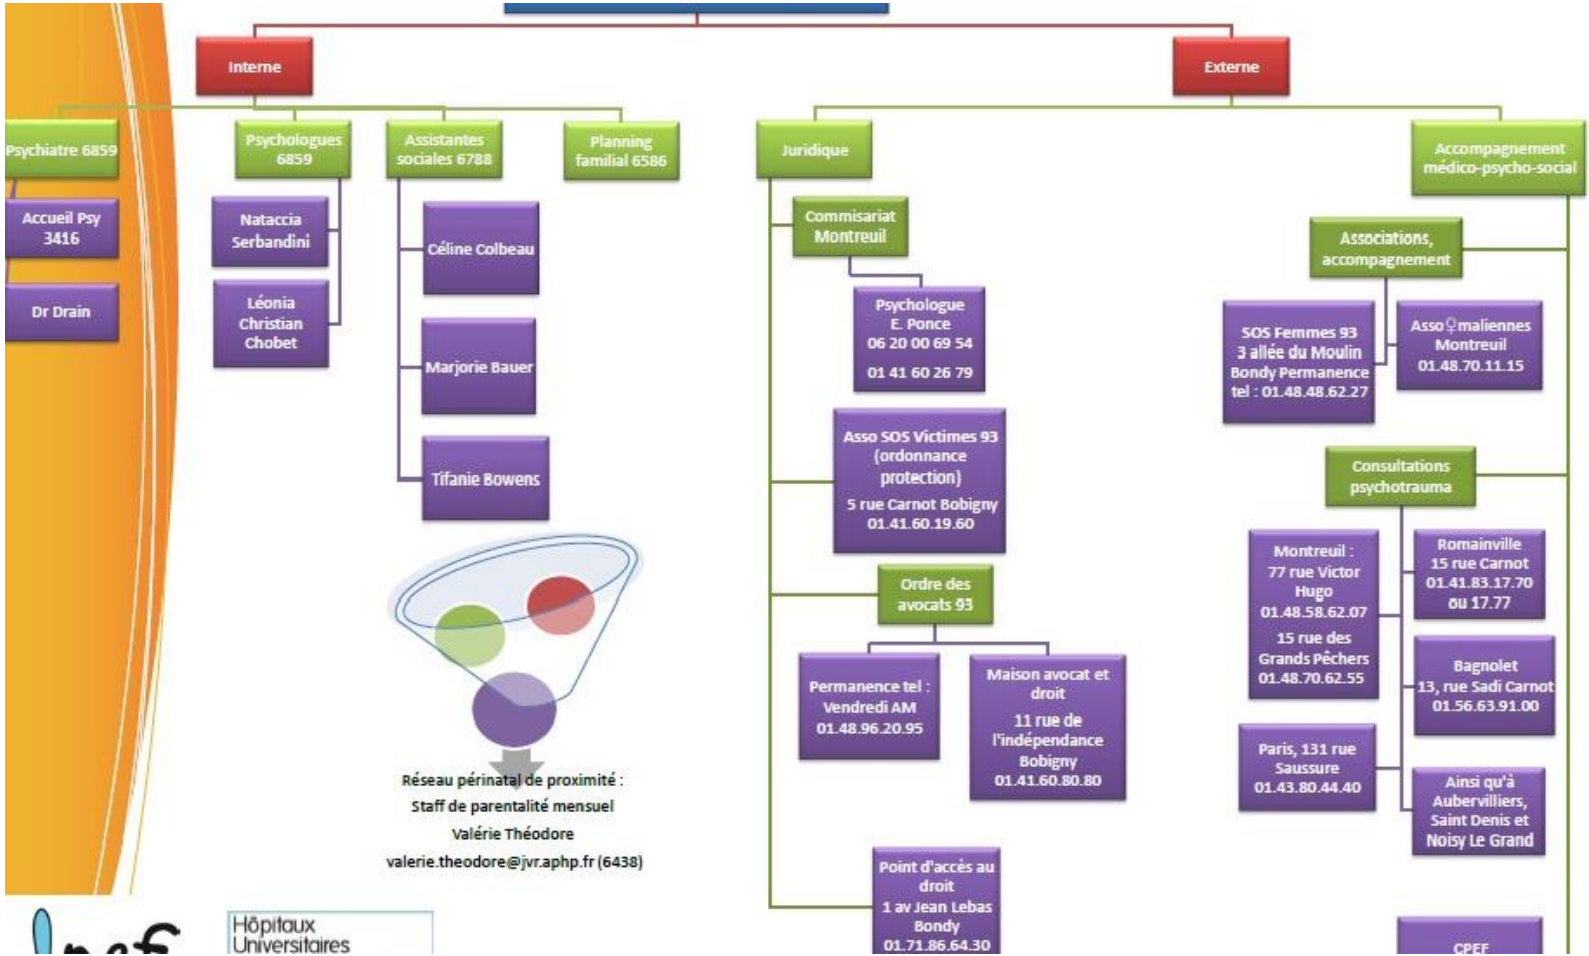 Interne
Externe
Psychiatre 6859
Psychologues
6859
Assistantes
sociales 6788
Planning
familial 6586
Juridique
Accompagnement
médico-psycho-social
Accueil Psy
3416
Dr Drain
Nataccia
Serbandini
Léonia
Christian
Chobet
Céline Colbeau
Marjorie Bauer
Tifanie Bowens
Commisariat
Montreuil
Psychologue
E. Ponce
06 20 00 69 54
01 41 60 26 79
Asso SOS Victimes 93
(ordonnance
protection)
5 rue Carnot Bobigny
01.41.60.19.60
Ordre des
avocats 93
Permanence tel :
Vendredi AM
01.48.96.20.95
Maison avocat et
droit
11 rue de
l'indépendance
Bobigny
01.41.60.80.80
Point d'accès au
droit
1 av Jean Lebas
Bondy
01.71.86.64.30
Associations,
accompagnement
SOS Femmes 93
3 allée du Moulin
Bondy Permanence
tel : 01.48.48.62.27
Asso♀maliennes
Montreuil
01.48.70.11.15
Consultations
psychotrauma
Montreuil :
77 rue Victor
Hugo
01.48.58.62.07
15 rue des
Grands Pêchers
01.48.70.62.55
Romainville
15 rue Carnot
01.41.83.17.70
ou 17.77
Bagnolet
13, rue Sadi Carnot
01.56.63.91.00
Paris, 131 rue
Saussure
01.43.80.44.40
Ainsi qu'à
Aubervilliers,
Saint Denis et
Noisy Le Grand
CPEF
Réseau périnatal de proximité :
Staff de parentalité mensuel
Valérie Théodore
valerie.theodore@jvr.aphp.fr (6438)
Hôpitaux
Universitaires